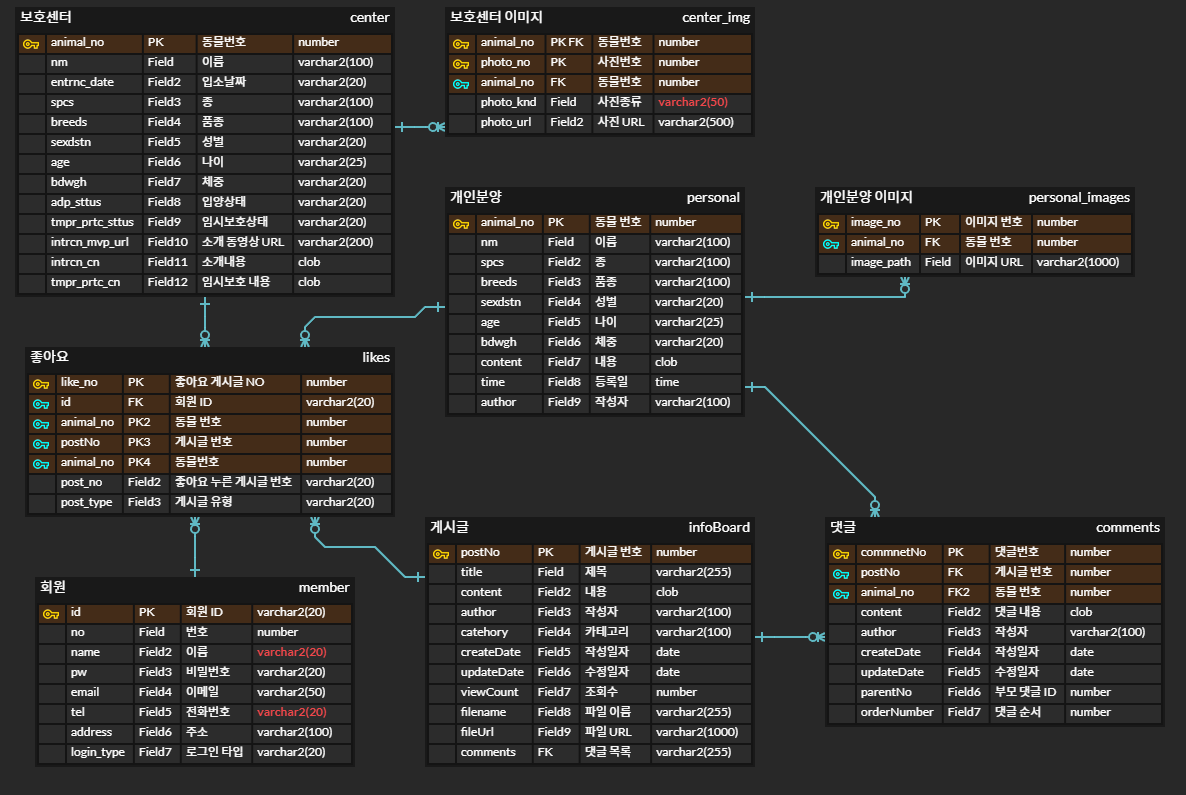 보호센터 center
animal_no PK 동물번호 number
nm Field 이름 varchar2(100)
entrnc_date Field2 입소날짜 varchar2(20)
spcs Field3 종 varchar2(100)
breeds Field4 품종 varchar2(100)
sexdstn Field5 성별 varchar2(20)
age Field6 나이 varchar2(25)
bdwgh Field7 체중 varchar2(20)
adp_sttus Field8 입양상태 varchar2(20)
tmpr_prtc_sttus Field9 임시보호상태 varchar2(20)
intrcn_mvp_url Field10 소개 동영상 URL varchar2(200)
intrcn_cn Field11 소개내용 clob
tmpr_prtc_cn Field12 임시보호 내용 clob
보호센터 이미지 center_img
animal_no PK FK 동물번호 number
photo_no PK 사진번호 number
animal_no FK 동물번호 number
photo_knd Field 사진종류 varchar2(50)
photo_url Field2 사진 URL varchar2(500)
개인분양 personal
animal_no PK 동물 번호 number
nm Field 이름 varchar2(100)
spcs Field2 종 varchar2(100)
breeds Field3 품종 varchar2(100)
sexdstn Field4 성별 varchar2(20)
age Field5 나이 varchar2(25)
bdwgh Field6 체중 varchar2(20)
content Field7 내용 clob
time Field8 등록일 time
author Field9 작성자 varchar2(100)
개인분양 이미지 personal_images
image_no PK 이미지 번호 number
animal_no FK 동물 번호 number
image_path Field 이미지 URL varchar2(1000)
좋아요 likes
like_no PK 좋아요 게시글 NO number
id FK 회원 ID varchar2(20)
animal_no PK2 동물 번호 number
postNo PK3 게시글 번호 number
animal_no PK4 동물번호 number
post_no Field2 좋아요 누른 게시글 번호 varchar2(20)
post_type Field3 게시글 유형 varchar2(20)
회원 member
id PK 회원 ID varchar2(20)
no Field 번호 number
name Field2 이름 varchar2(20)
pw Field3 비밀번호 varchar2(20)
email Field4 이메일 varchar2(50)
tel Field5 전화번호 varchar2(20)
address Field6 주소 varchar2(100)
login_type Field7 로그인 타입 varchar2(20)
게시글 infoBoard
postNo PK 게시글 번호 number
title Field 제목 varchar2(255)
content Field2 내용 clob
author Field3 작성자 varchar2(100)
catehory Field4 카테고리 varchar2(100)
createDate Field5 작성일자 date
updateDate Field6 수정일자 date
viewCount Field7 조회수 number
filename Field8 파일 이름 varchar2(255)
fileUrl Field9 파일 URL varchar2(1000)
comments FK 댓글 목록 varchar2(255)
댓글 comments
commnetNo PK 댓글번호 number
postNo FK 게시글 번호 number
animal_no FK2 동물 번호 number
content Field2 댓글 내용 clob
author Field3 작성자 varchar2(100)
createDate Field4 작성일자 date
updateDate Field5 수정일자 date
parentNo Field6 부모 댓글 ID number
orderNumber Field7 댓글 순서 number